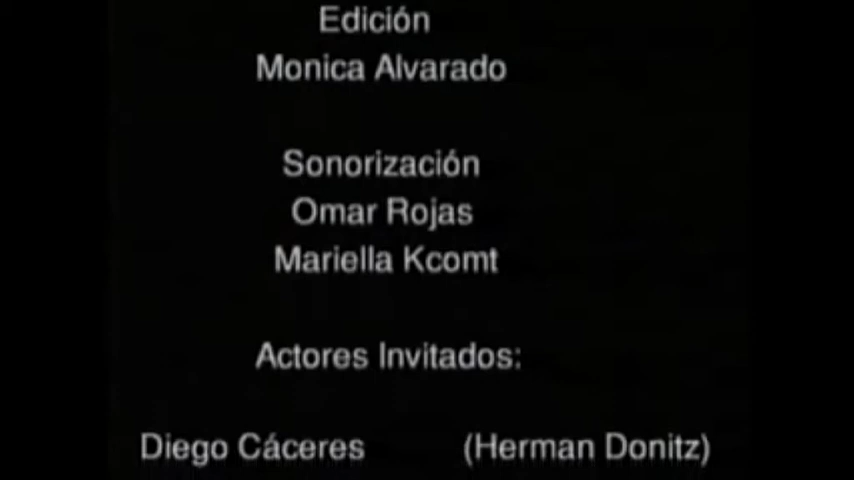 Edición
Monica Alvarado
Sonorización
Omar Rojas
Mariella Kcomt
Actores Invitados:
Diego Cáceres (Herman Donitz)